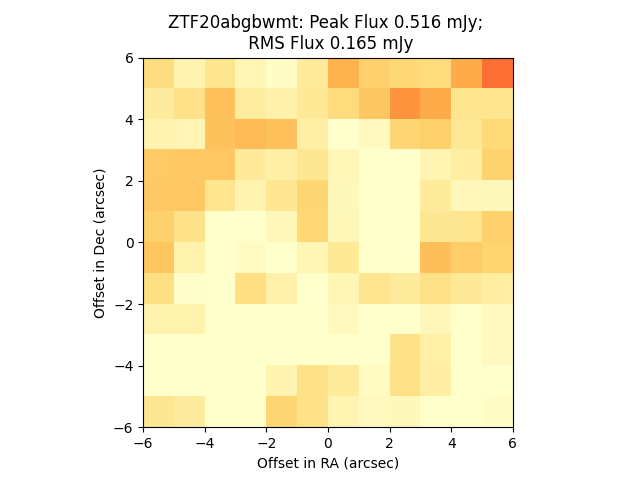 ZTF20abgbwmt: Peak Flux 0.516 mJy;
RMS Flux 0.165 mJy
6
4
2
0
−2
−4
−6
Offset in Dec (arcsec)
−6 −4 −2 0 2 4 6
Offset in RA (arcsec)